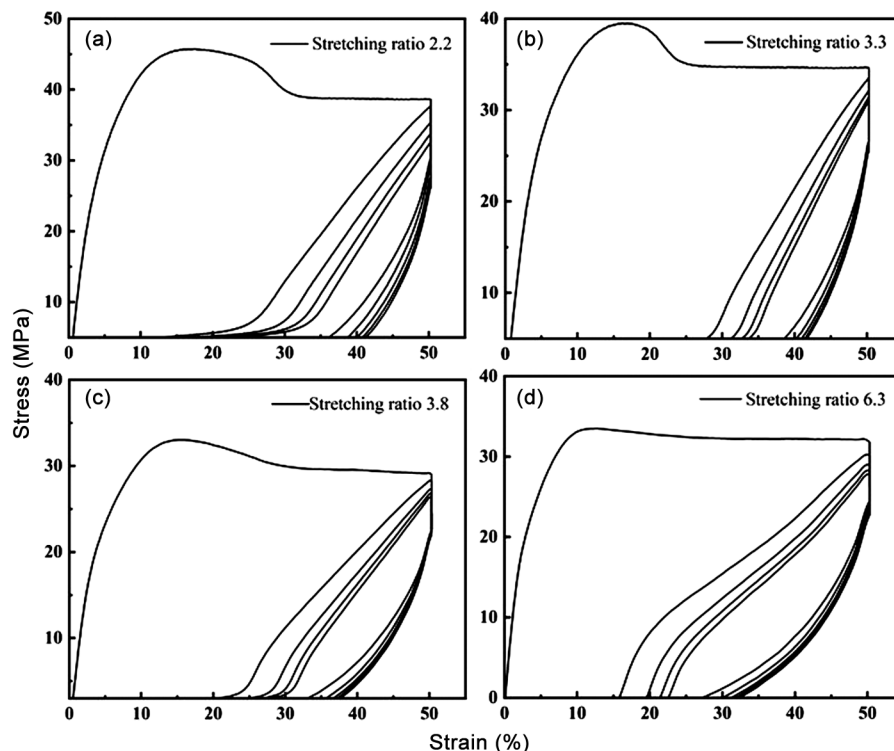 (a)
Stretching ratio 2.2
50
40
30
20
10
0 10 20 30 40 50
(b)
Stretching ratio 3.3
40
30
20
10
0 10 20 30 40 50
(c)
Stretching ratio 3.8
40
30
20
10
0 10 20 30 40 50
(d)
Stretching ratio 6.3
40
30
20
10
0
0 10 20 30 40 50
Stress (MPa)
Strain (%)